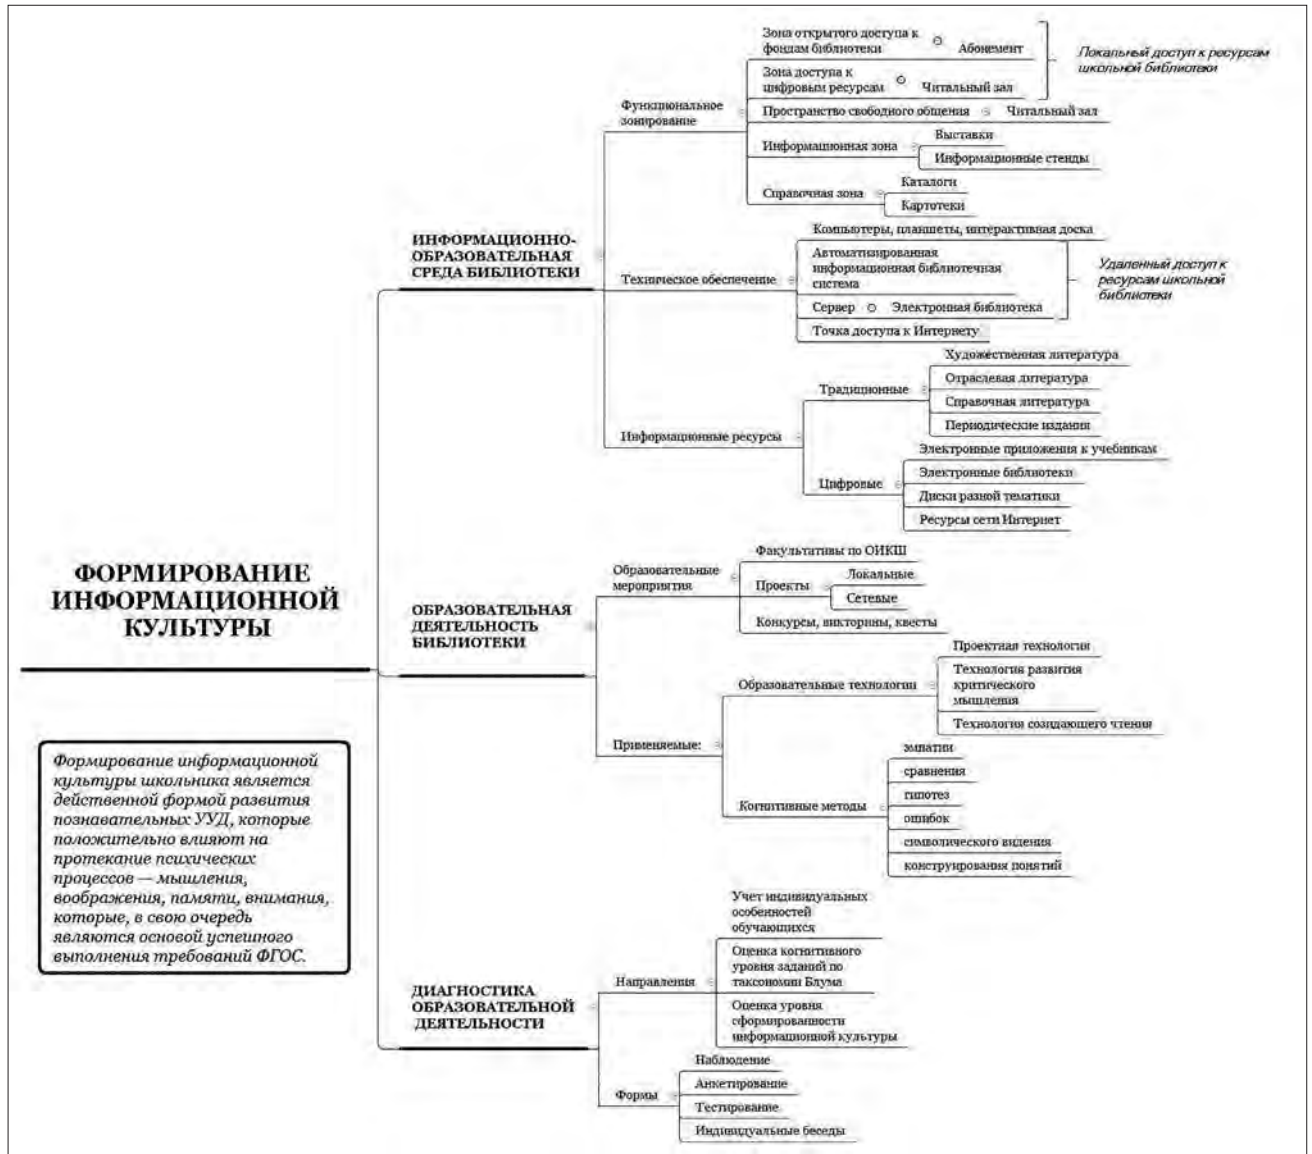 ФОРМИРОВАНИЕ
ИНФОРМАЦИОННОЙ
КУЛЬТУРЫ
Формирование информационной
культуры школьника является
действенной формой развития
познавательных УУД, которые
положительно влияют на
протекание психических
процессов — мышления,
воображения, памяти, внимания,
которые, в свою очередь
являются основой успешного
выполнения требований ФГОС.
ИНФОРМАЦИОННО-
ОБРАЗОВАТЕЛЬНАЯ
СРЕДА БИБЛИОТЕКИ
Функциональное
зонирование
Зона открытого доступа к
фондам библиотеки
Абонемент
Зона доступа к
цифровым ресурсам
Читальный зал
Локальный доступ к ресурсам
школьной библиотеки
Пространство свободного общения
Читальный зал
Информационная зона
Выставки
Информационные стенды
Справочная зона
Каталоги
Картотеки
Техническое обеспечение
Компьютеры, планшеты, интерактивная доска
Автоматизированная
информационная библиотечная
система
Сервер
Электронная библиотека
Удаленный доступ к
ресурсам школьной
библиотеки
Точка доступа к Интернету
Информационные ресурсы
Традиционные
Художественная литература
Отраслевая литература
Справочная литература
Периодические издания
Цифровые
Электронные приложения к учебникам
Электронные библиотеки
Диски разной тематики
Ресурсы сети Интернет
ОБРАЗОВАТЕЛЬНАЯ
ДЕЯТЕЛЬНОСТЬ
БИБЛИОТЕКИ
Образовательные
мероприятия
Факультативы по ОИКШ
Проекты
Локальные
Сетевые
Конкурсы, викторины, квесты
Применяемые:
Образовательные технологии
Проектная технология
Технология развития
критического
мышления
Технология созидающего чтения
Когнитивные методы
эмпатии
сравнения
гипотез
ошибок
символического видения
конструирования понятий
ДИАГНОСТИКА
ОБРАЗОВАТЕЛЬНОЙ
ДЕЯТЕЛЬНОСТИ
Направления
Учет индивидуальных
особенностей
обучающихся
Оценка когнитивного
уровня заданий по
таксономии Блума
Оценка уровня
сформированности
информационной культуры
Формы
Наблюдение
Анкетирование
Тестирование
Индивидуальные беседы